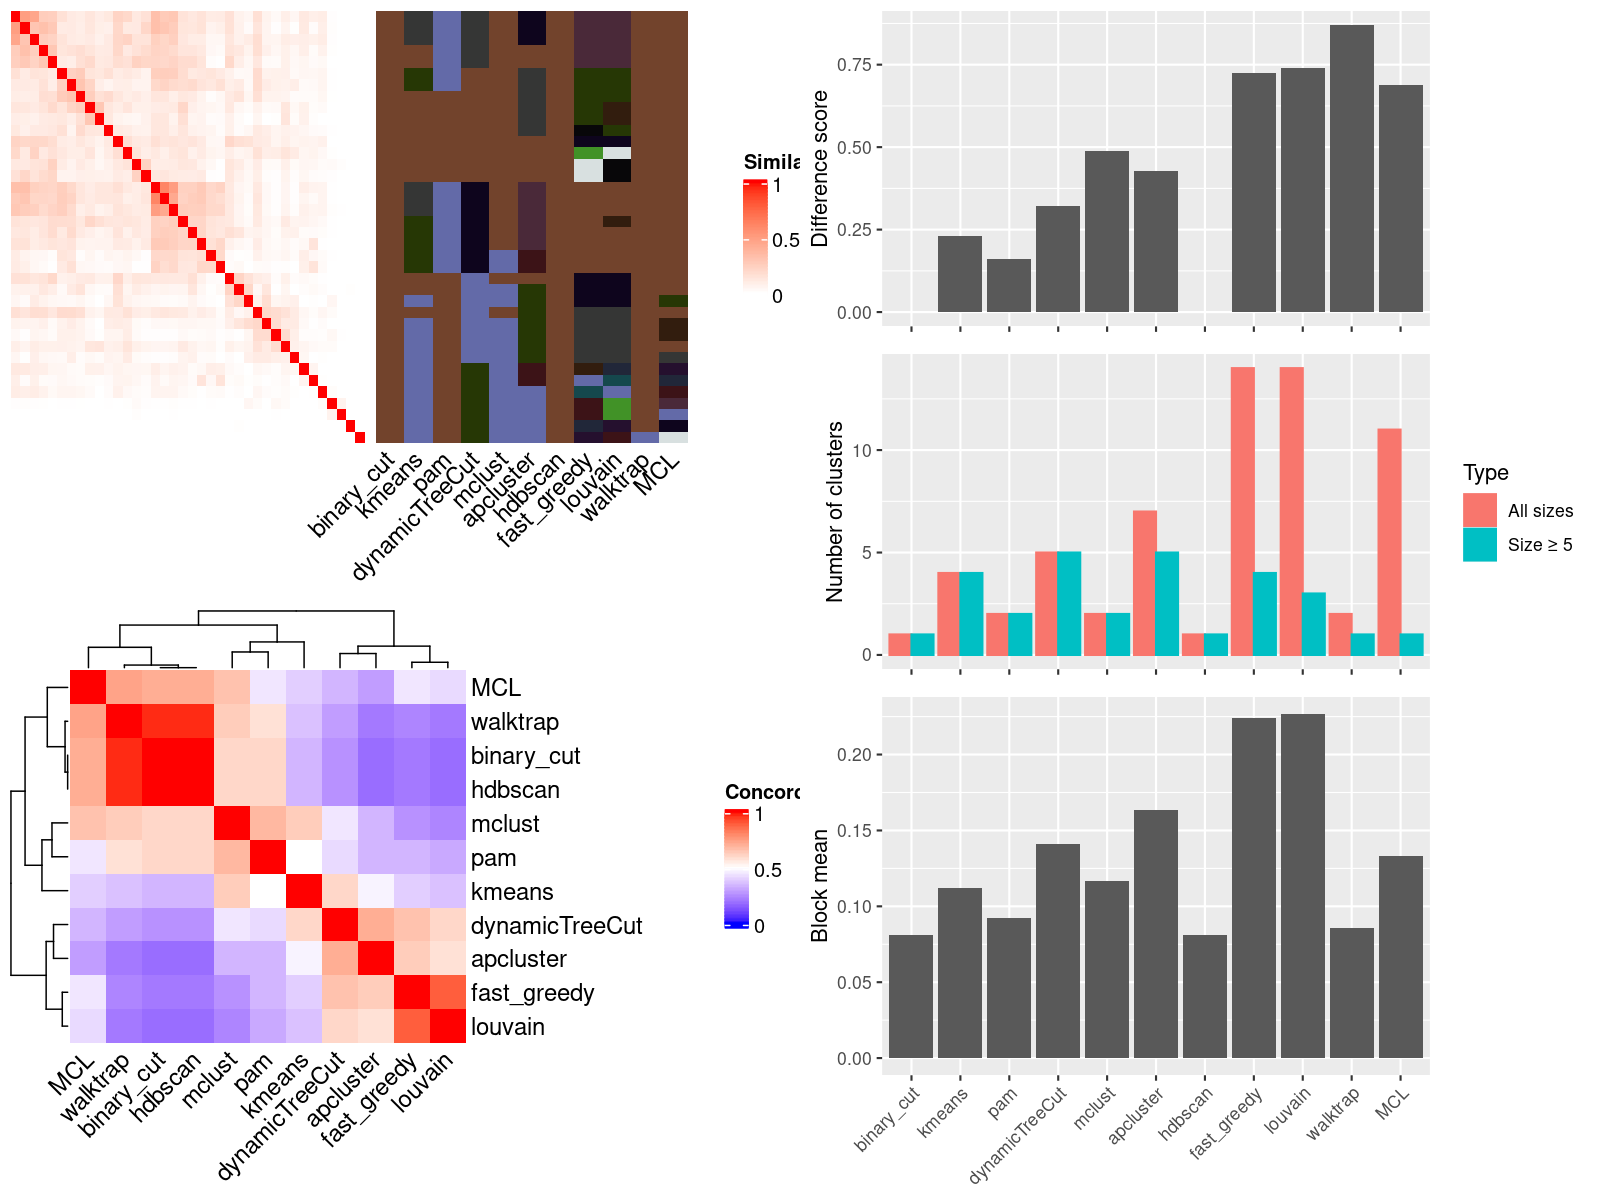 Simila
1
0.5
0
binary_cut
kmeans
pam
dynamicTreeCut
mclust
apcluster
hdbscan
fast_greedy
louvain
walktrap
MCL
MCL
walktrap
binary_cut
hdbscan
mclust
pam
kmeans
dynamicTreeCut
apcluster
fast_greedy
louvain
MCL
walktrap
binary_cut
hdbscan
mclust
pam
kmeans
dynamicTreeCut
apcluster
fast_greedy
louvain
Concord
1
0.5
0
Difference score
0.75
0.50
0.25
0.00
Number of clusters
10
5
0
Type
All sizes
Size ≥ 5
Block mean
0.20
0.15
0.10
0.05
0.00
binary_cut
kmeans
pam
dynamicTreeCut
mclust
apcluster
hdbscan
fast_greedy
louvain
walktrap
MCL